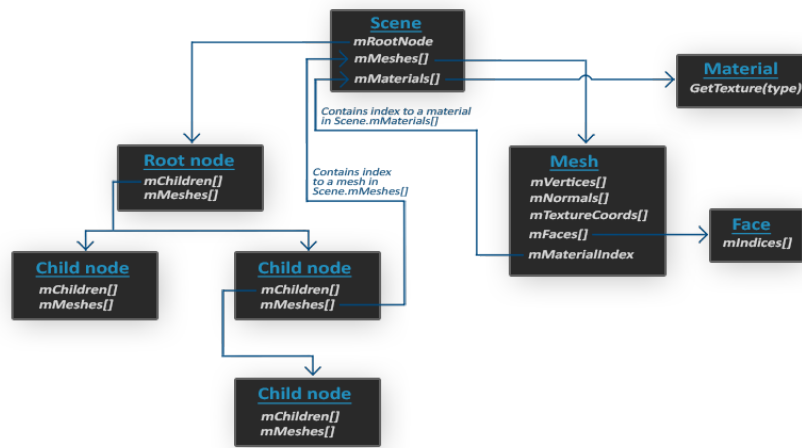 Scene
mRootNode
mMeshes[]
mMaterials[]
Material
GetTexture(type)
Contains index to a material
in Scene.mMaterials[]
Root node
mChildren[]
mMeshes[]
Contains index
to a mesh in
Scene.mMeshes[]
Mesh
mVertices[]
mNormals[]
mTextureCoords[]
mFaces[]
mMaterialIndex
Face
mIndices[]
Child node
mChildren[]
mMeshes[]
Child node
mChildren[]
mMeshes[]
Child node
mChildren[]
mMeshes[]